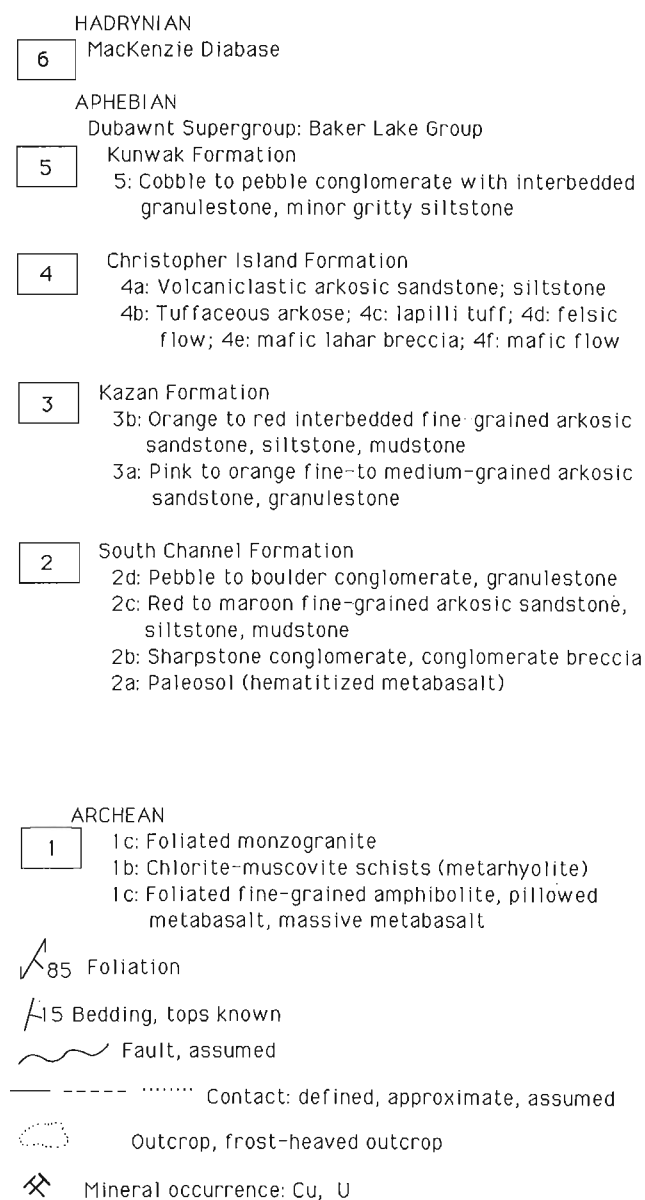 HADRYNIAN
6 MacKenzie Diabase
APHEBIAN
Dubawnt Supergroup: Baker Lake Group
5 Kunwak Formation
5: Cobble to pebble conglomerate with interbedded
granulestone, minor gritty siltstone
4 Christopher Island Formation
4a: Volcaniclastic arkosic sandstone; siltstone
4b: Tuffaceous arkose; 4c: lapilli tuff; 4d: felsic
flow; 4e: mafic lahar breccia; 4f: mafic flow
3 Kazan Formation
3b: Orange to red interbedded fine grained arkosic
sandstone, siltstone, mudstone
3a: Pink to orange fine-to medium-grained arkosic
sandstone, granulestone
2 South Channel Formation
2d: Pebble to boulder conglomerate, granulestone
2c: Red to maroon fine-grained arkosic sandstone,
siltstone, mudstone
2b: Sharpstone conglomerate, conglomerate breccia
2a: Paleosol (hematitized metabasalt)
ARCHEAN
1 1c: Foliated monzogranite
1b: Chlorite-muscovite schists (metarhyolite)
1c: Foliated fine-grained amphibolite, pillowed
metabasalt, massive metabasalt
85 Foliation
15 Bedding, tops known
Fault, assumed
Contact: defined, approximate, assumed
Outcrop, frost-heaved outcrop
Mineral occurrence: Cu, U